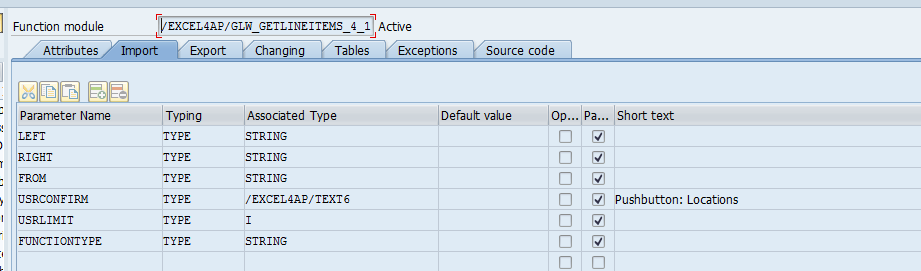 Function module /EXCEL4AP/GLW_GETLINEITEMS_4_1 Active
Attributes Import Export Changing Tables Exceptions Source code
Parameter Name Typing Associated Type Default value Op... Pa... Short text
LEFT TYPE STRING
RIGHT TYPE STRING
FROM TYPE STRING
USRCONFIRM TYPE /EXCEL4AP/TEXT6 Pushbutton: Locations
USRLIMIT TYPE I
FUNCTIONTYPE TYPE STRING